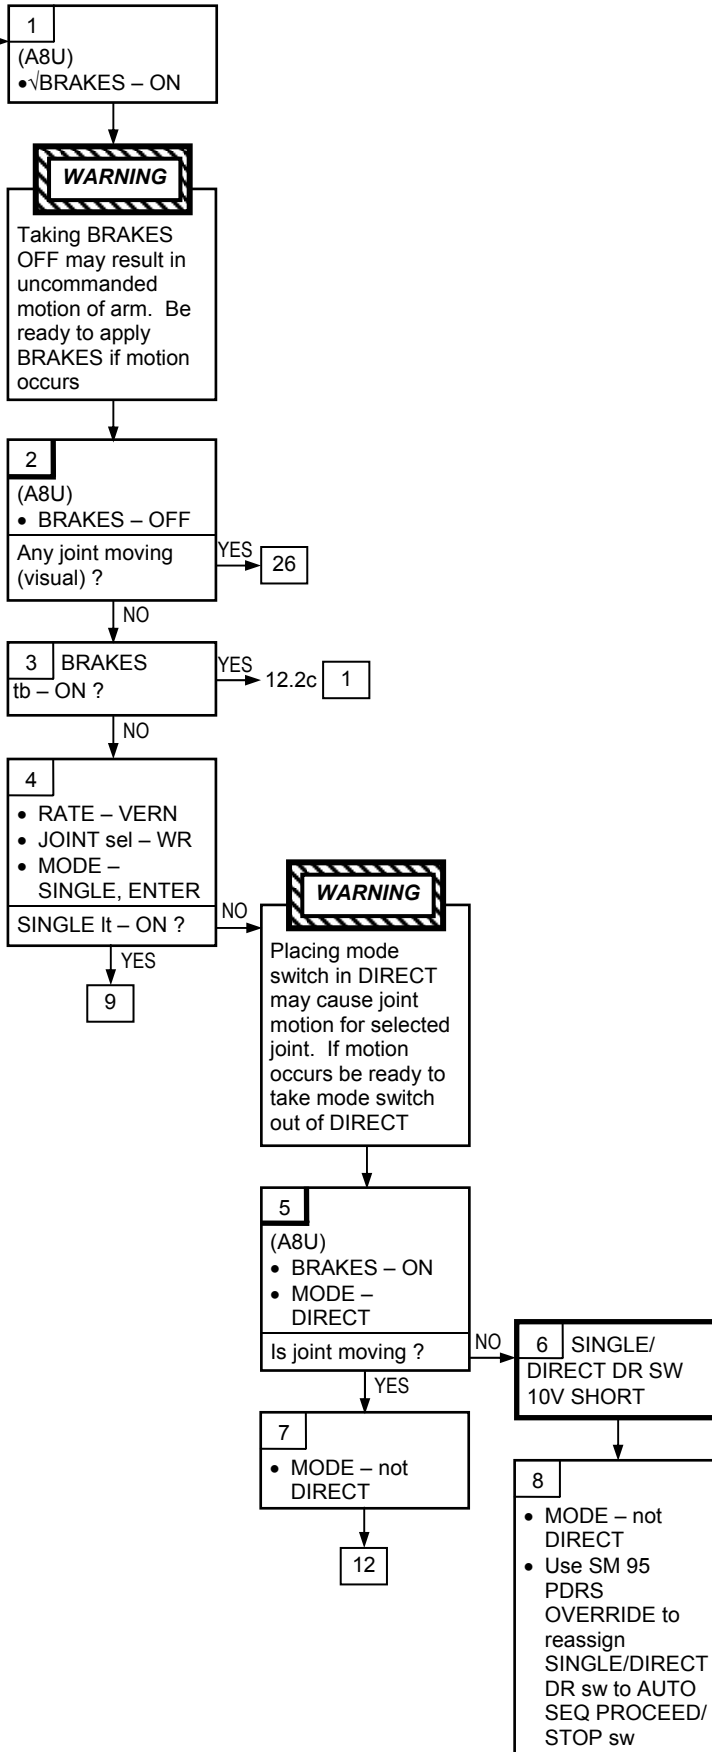 1
(A8U)
•√BRAKES – ON
WARNING
Taking BRAKES
OFF may result in
uncommanded
motion of arm.  Be
ready to apply
BRAKES if motion
occurs
2
(A8U)
• BRAKES – OFF
Any joint moving
(visual) ?
YES
26
NO
3 BRAKES
tb – ON ?
YES
12.2c 1
NO
4
• RATE – VERN
• JOINT sel – WR
• MODE –
SINGLE, ENTER
SINGLE lt – ON ?
NO
YES
9
WARNING
Placing mode
switch in DIRECT
may cause joint
motion for selected
joint.  If motion
occurs be ready to
take mode switch
out of DIRECT
5
(A8U)
• BRAKES – ON
• MODE –
DIRECT
Is joint moving ?
NO
YES
6 SINGLE/
DIRECT DR SW
10V SHORT
7
• MODE – not
DIRECT
12
8
• MODE – not
DIRECT
• Use SM 95
PDRS
OVERRIDE to
reassign
SINGLE/DIRECT
DR sw to AUTO
SEQ PROCEED/
STOP sw